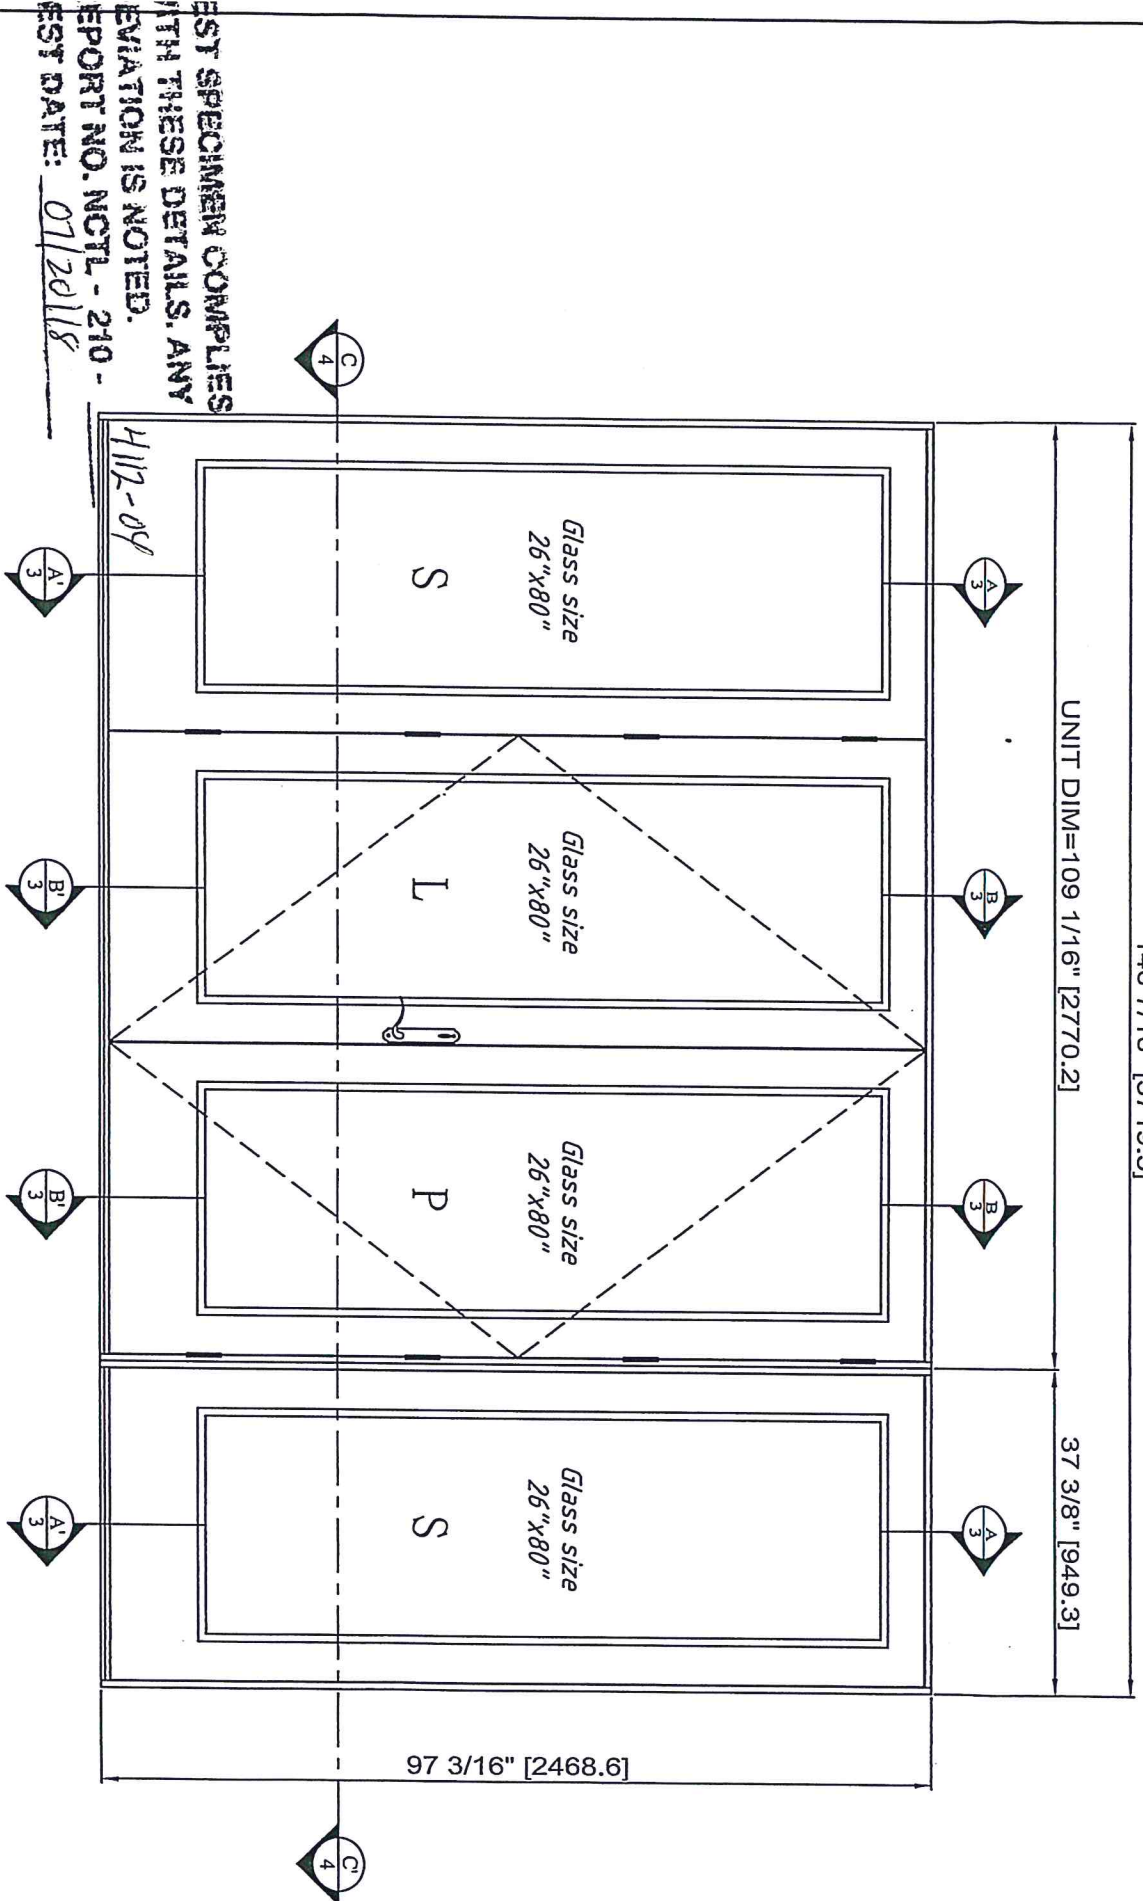 UNIT DIM=109 1/16" [2770.2]
37 3/8" [949.3]
A
3
B
3
B
3
A
3
Glass size
26"x80"
S
Glass size
26"x80"
L
Glass size
26"x80"
P
Glass size
26"x80"
S
97 3/16" [2468.6]
C
4
C'
4
A'
3
B'
3
B'
3
A'
3
EST SPECIMEN COMPLIES
ITH THESE DETAILS. ANY
EVIATION IS NOTED.
EPORT NO. NCTL - 210 - 4112-04
EST DATE: 07/20/18